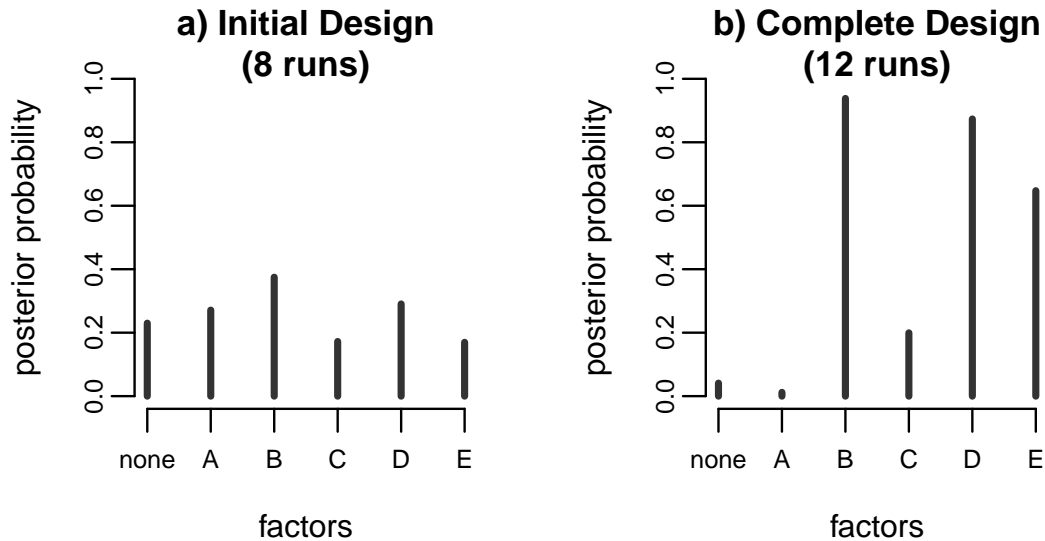 a) Initial Design
(8 runs)
posterior probability
1.0
0.8
0.6
0.4
0.2
0.0
none A B C D E
factors
b) Complete Design
(12 runs)
posterior probability
1.0
0.8
0.6
0.4
0.2
0.0
none A B C D E
factors